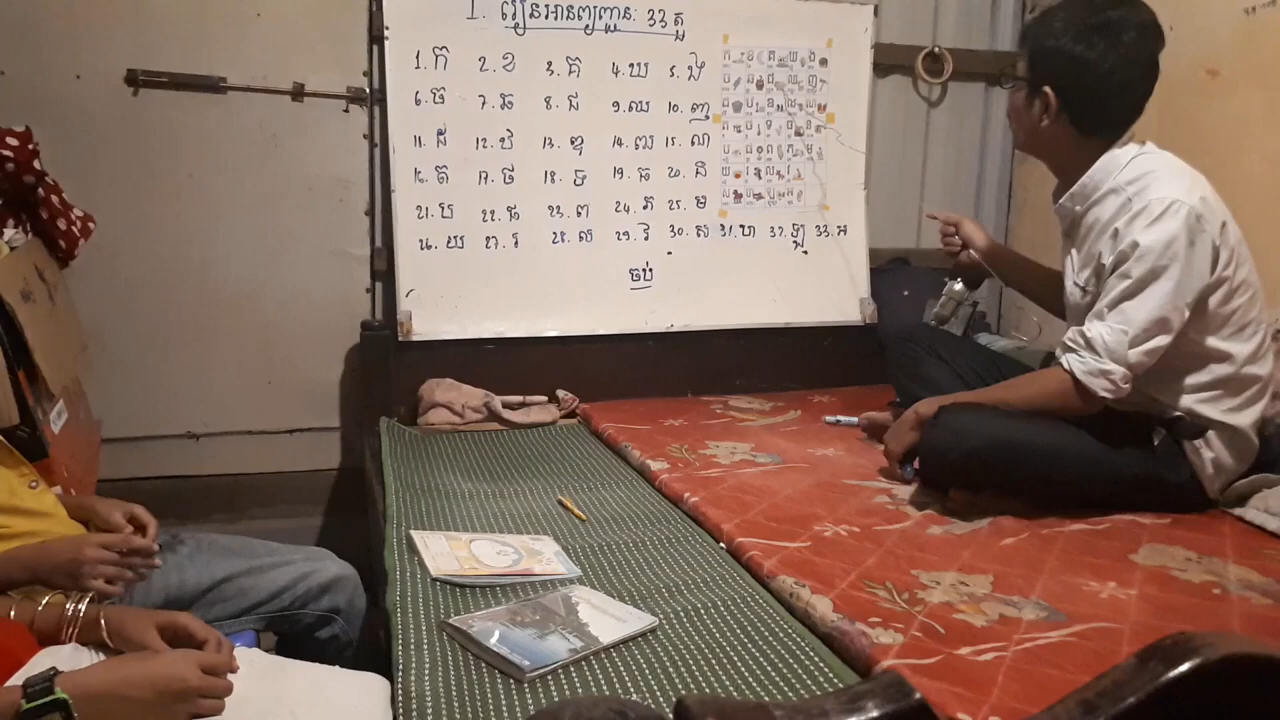 I. រៀនអានព្យញ្ជនៈ 33 តួ
1. ក 2. ខ 3. គ 4. ឃ 5. ង
6. ច 7. ឆ 8. ជ 9. ឈ 10. ញ
11. ដ 12. ឋ 13. ឌ 14. ឍ 15. ណ
16. ត 17. ថ 18. ទ 19. ធ 20. ន
21. ប 22. ផ 23. ព 24. ភ 25. ម
26. យ 27. រ 28. ល 29. វ 30. ស 31. ហ 32. ឡ 33. អ
ចប់